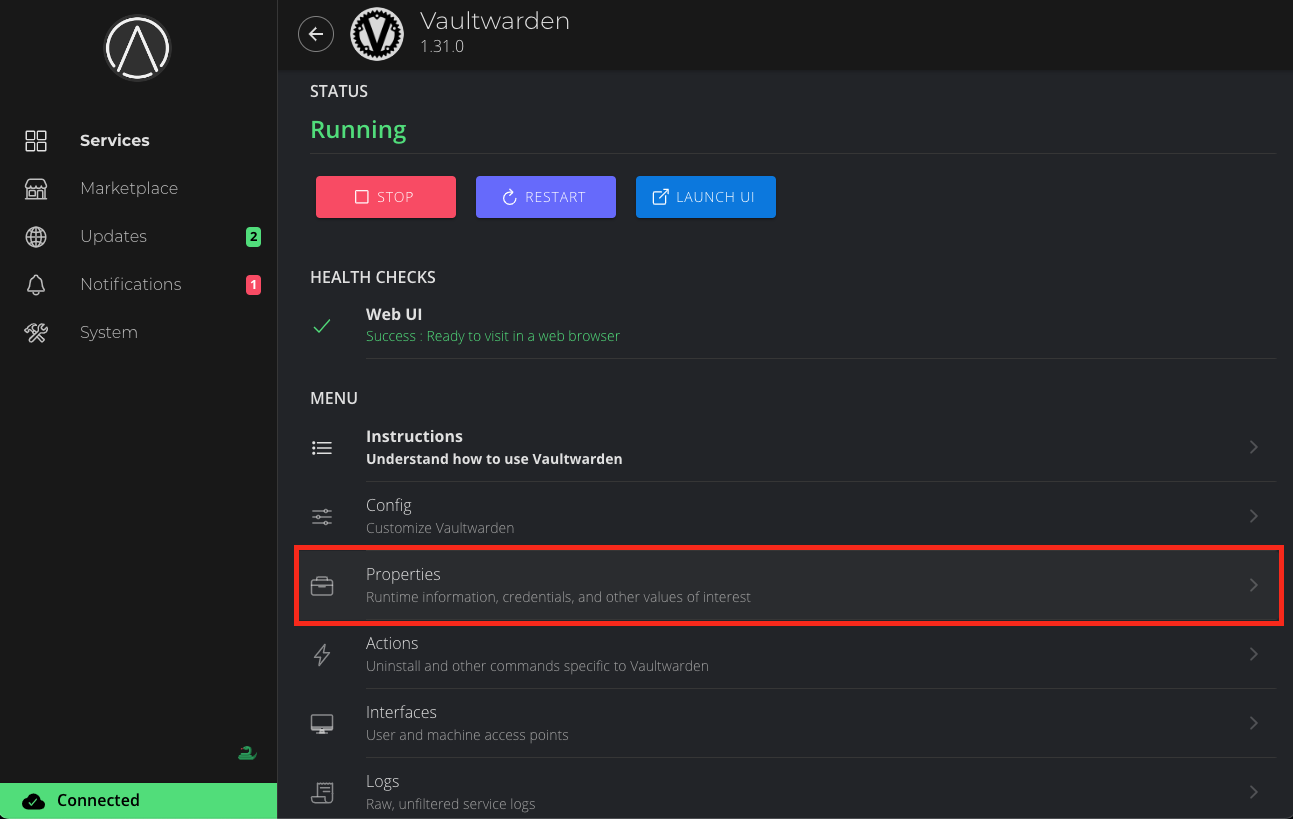 Services
Marketplace
Updates 2
Notifications 1
System
Connected
Vaultwarden
1.31.0
STATUS
Running
STOP RESTART LAUNCH UI
HEALTH CHECKS
Web UI
Success : Ready to visit in a web browser
MENU
Instructions
Understand how to use Vaultwarden
Config
Customize Vaultwarden
Properties
Runtime information, credentials, and other values of interest
Actions
Uninstall and other commands specific to Vaultwarden
Interfaces
User and machine access points
Logs
Raw, unfiltered service logs